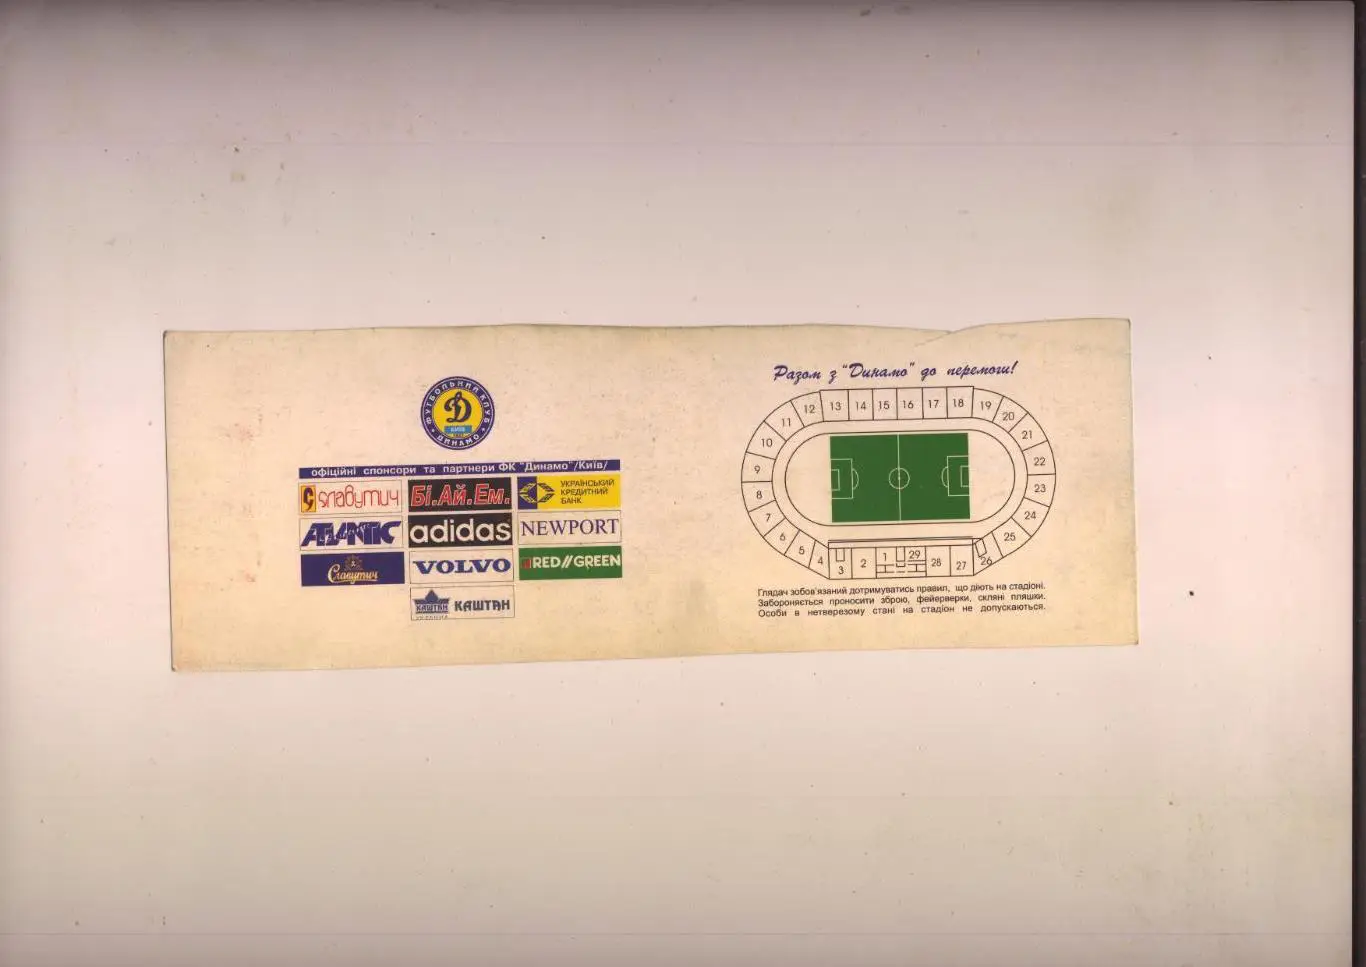 ФУТБОЛЬНИЙ КЛУБ
Д
КИЇВ
1927
ДИНАМО
офіційні спонсори та партнери ФК "Динамо"/Київ/
Славутич
Бі.Ай.Ем.
УКРАЇНСЬКИЙ
КРЕДИТНИЙ
БАНК
ATLANTIC
adidas
NEWPORT
Славутич
VOLVO
RED//GREEN
КАШТАН
УКРАИНА
КАШТАН
Разом з "Динамо" до перемоги!
12 13 14 15 16 17 18 19
11 20
10 21
9 22
8 23
7 24
6 25
5 26
4 3 2 1 29 28 27
Глядач зобов'язаний дотримуватись правил, що діють на стадіоні.
Забороняється проносити зброю, фейерверки, скляні пляшки.
Особи в нетверезому стані на стадіон не допускаються.